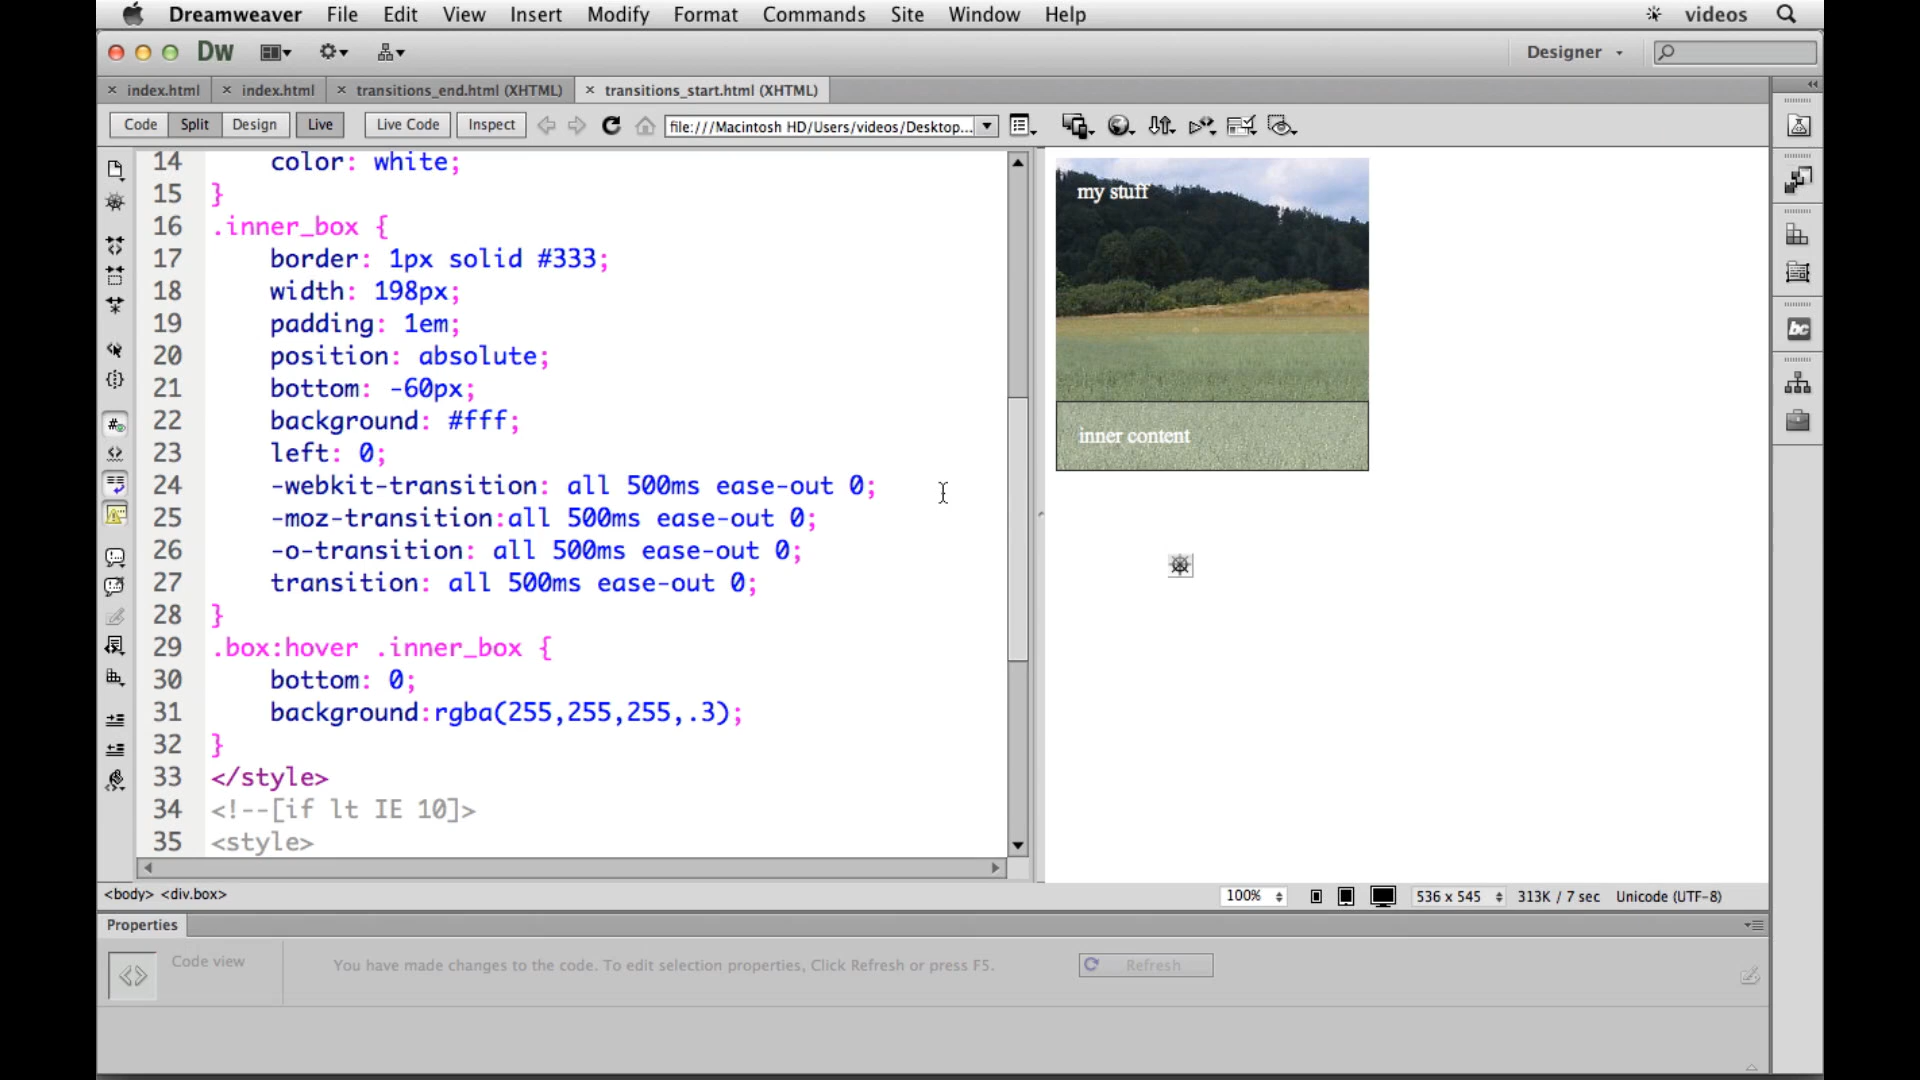 Dreamweaver File Edit View Insert Modify Format Commands Site Window Help videos
Dw Designer
index.html index.html transitions_end.html (XHTML) transitions_start.html (XHTML)
Code Split Design Live Live Code Inspect file:///Macintosh HD/Users/videos/Desktop...
14 color: white;
15 }
16 .inner_box {
17 border: 1px solid #333;
18 width: 198px;
19 padding: 1em;
20 position: absolute;
21 bottom: -60px;
22 background: #fff;
23 left: 0;
24 -webkit-transition: all 500ms ease-out 0;
25 -moz-transition:all 500ms ease-out 0;
26 -o-transition: all 500ms ease-out 0;
27 transition: all 500ms ease-out 0;
28 }
29 .box:hover .inner_box {
30 bottom: 0;
31 background:rgba(255,255,255,.3);
32 }
33 </style>
34 <!--[if lt IE 10]>
35 <style>
my stuff
inner content
bc
<body> <div.box> 100% 536 x 545 313K / 7 sec Unicode (UTF-8)
Properties
Code view You have made changes to the code. To edit selection properties, Click Refresh or press F5. Refresh